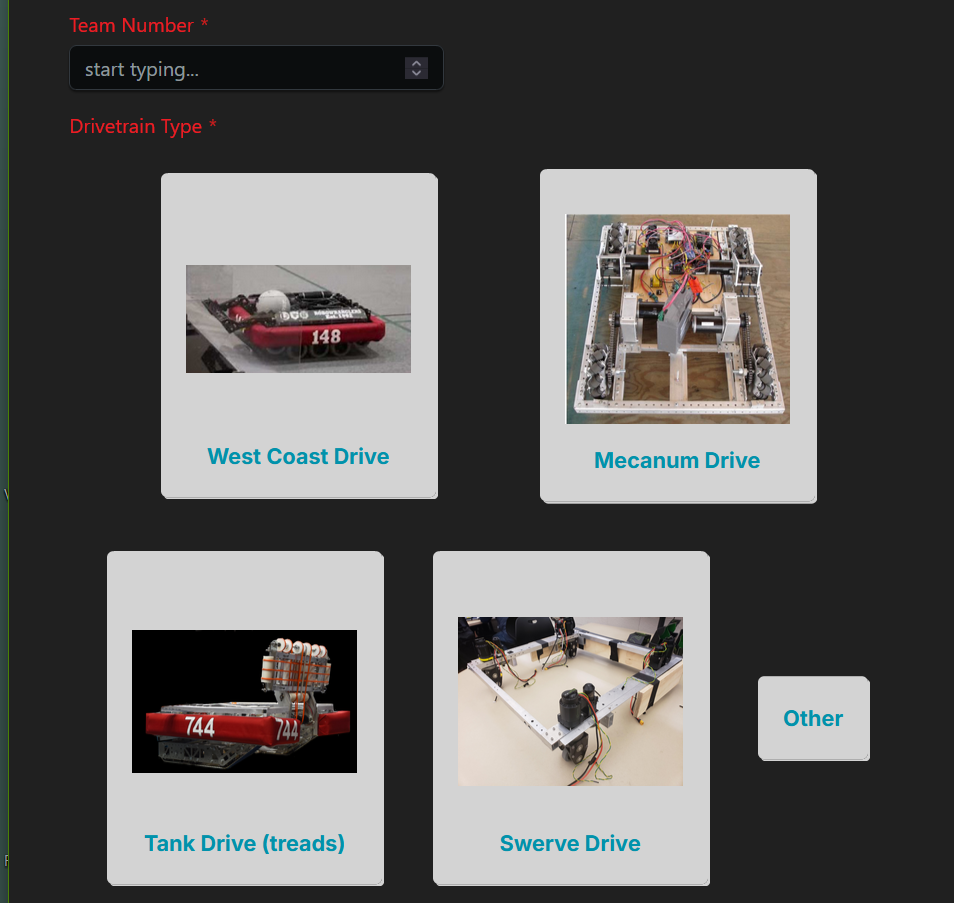 Team Number *
start typing...
Drivetrain Type *
148
West Coast Drive
Mecanum Drive
744
744
Tank Drive (treads)
Swerve Drive
Other